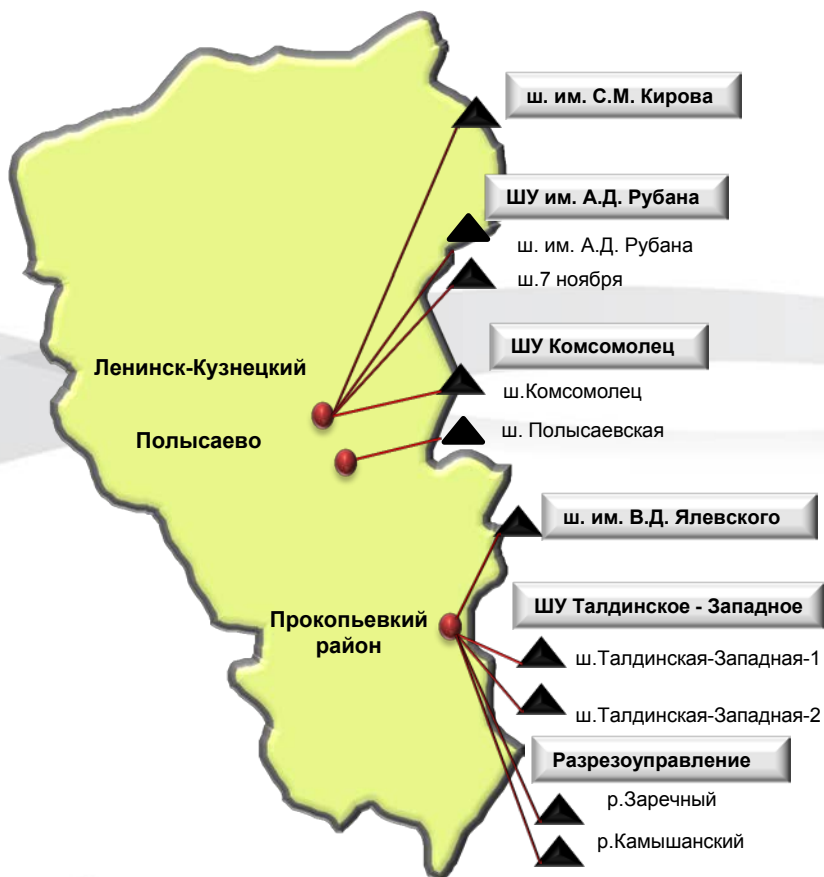 ш. им. С.М. Кирова
ШУ им. А.Д. Рубана
ш. им. А.Д. Рубана
ш.7 ноября
ШУ Комсомолец
Ленинск-Кузнецкий
ш.Комсомолец
Полысаево
ш. Полысаевская
ш. им. В.Д. Ялевского
ШУ Талдинское - Западное
Прокопьевкий
район
ш.Талдинская-Западная-1
ш.Талдинская-Западная-2
Разрезоуправление
р.Заречный
р.Камышанский